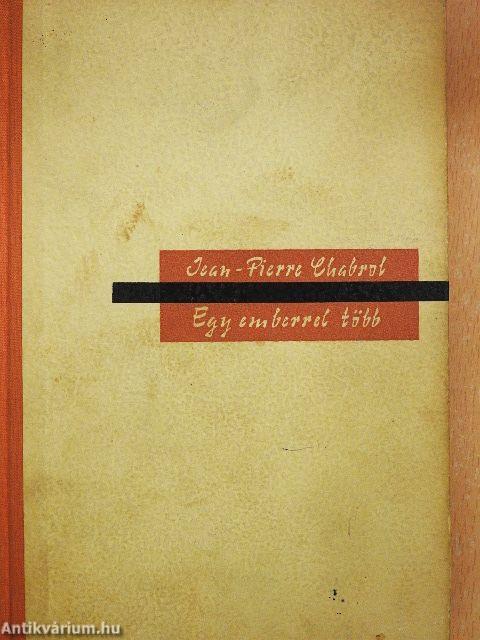 Jean-Pierre Chabrol
Egy emberrel több
Antikvárium.hu